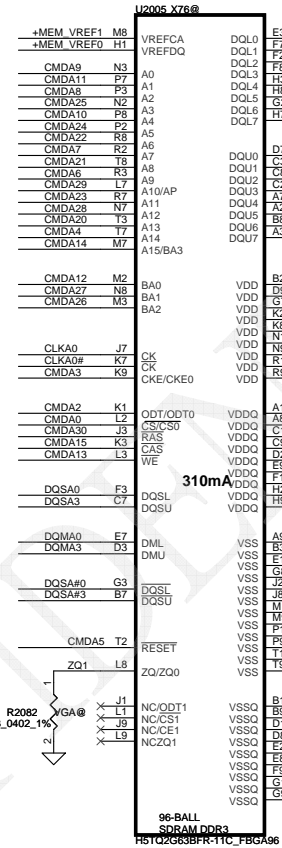 U2005 X76@
+MEM_VREF1 M8 VREFCA DQL0
+MEM_VREF0 H1 VREFDQ DQL1
DQL2
CMDA9 N3 A0 DQL3
CMDA11 P7 A1 DQL4
CMDA8 P3 A2 DQL5
CMDA25 N2 A3 DQL6
CMDA10 P8 A4 DQL7
CMDA24 P2 A5
CMDA22 R8 A6
CMDA7 R2 A7 DQU0
CMDA21 T8 A8 DQU1
CMDA6 R3 A9 DQU2
CMDA29 L7 A10/AP DQU3
CMDA23 R7 A11 DQU4
CMDA28 N7 A12 DQU5
CMDA20 T3 A13 DQU6
CMDA4 T7 A14 DQU7
CMDA14 M7 A15/BA3
CMDA12 M2 BA0 VDD
CMDA27 N8 BA1 VDD
CMDA26 M3 BA2 VDD
VDD
VDD
VDD
CLKA0 J7 CK VDD
CLKA0# K7 CK VDD
CMDA3 K9 CKE/CKE0 VDD
CMDA2 K1 ODT/ODT0 VDDQ
CMDA0 L2 CS/CS0 VDDQ
CMDA30 J3 RAS VDDQ
CMDA15 K3 CAS VDDQ
CMDA13 L3 WE VDDQ
VDDQ
310mA VDDQ
DQSA0 F3 DQSL VDDQ
DQSA3 C7 DQSU VDDQ
DQMA0 E7 DML VSS
DQMA3 D3 DMU VSS
VSS
VSS
DQSA#0 G3 DQSL VSS
DQSA#3 B7 DQSU VSS
VSS
VSS
VSS
CMDA5 T2 RESET VSS
VSS
ZQ1 L8 ZQ/ZQ0 VSS
J1 NC/ODT1 VSSQ
L1 NC/CS1 VSSQ
J9 NC/CE1 VSSQ
L9 NCZQ1 VSSQ
VSSQ
VSSQ
VSSQ
VSSQ
VSSQ
1
R2082 VGA@
_0402_1%
2
96-BALL
SDRAM DDR3
H5TQ2G63BFR-11C_FBGA96